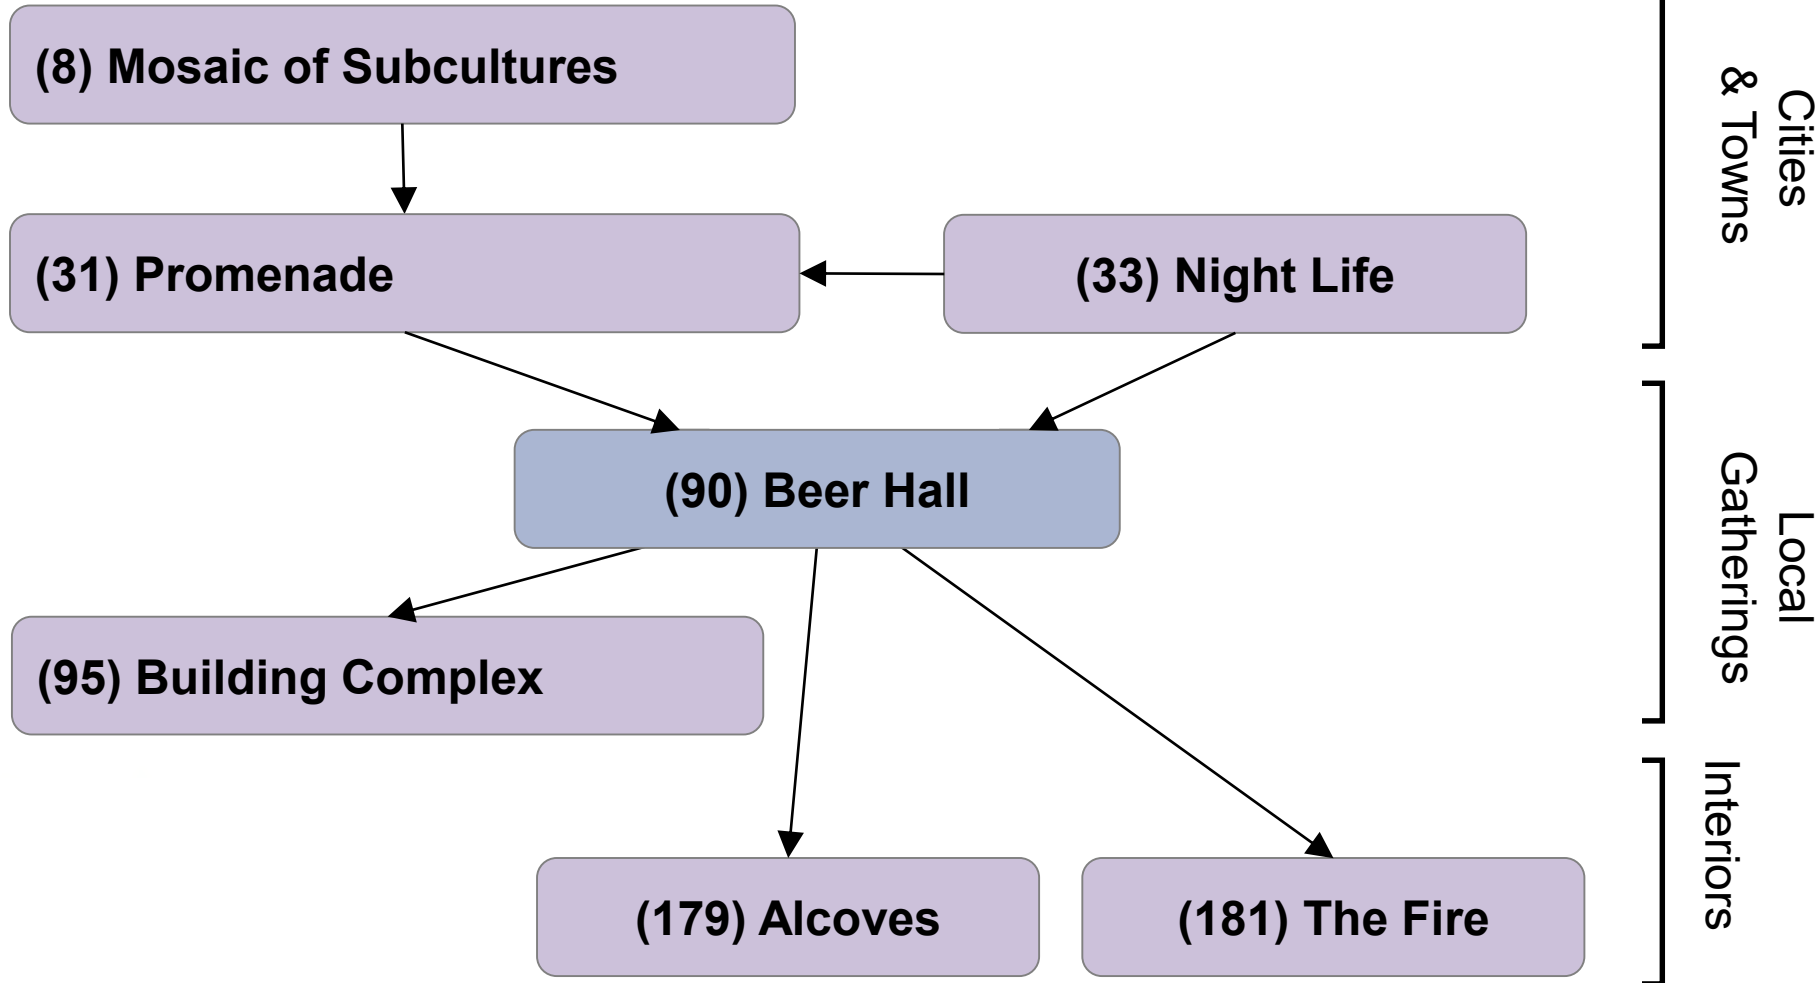 (8) Mosaic of Subcultures
(31) Promenade
(33) Night Life
Cities
& Towns
(90) Beer Hall
(95) Building Complex
Local
Gatherings
(179) Alcoves
(181) The Fire
Interiors